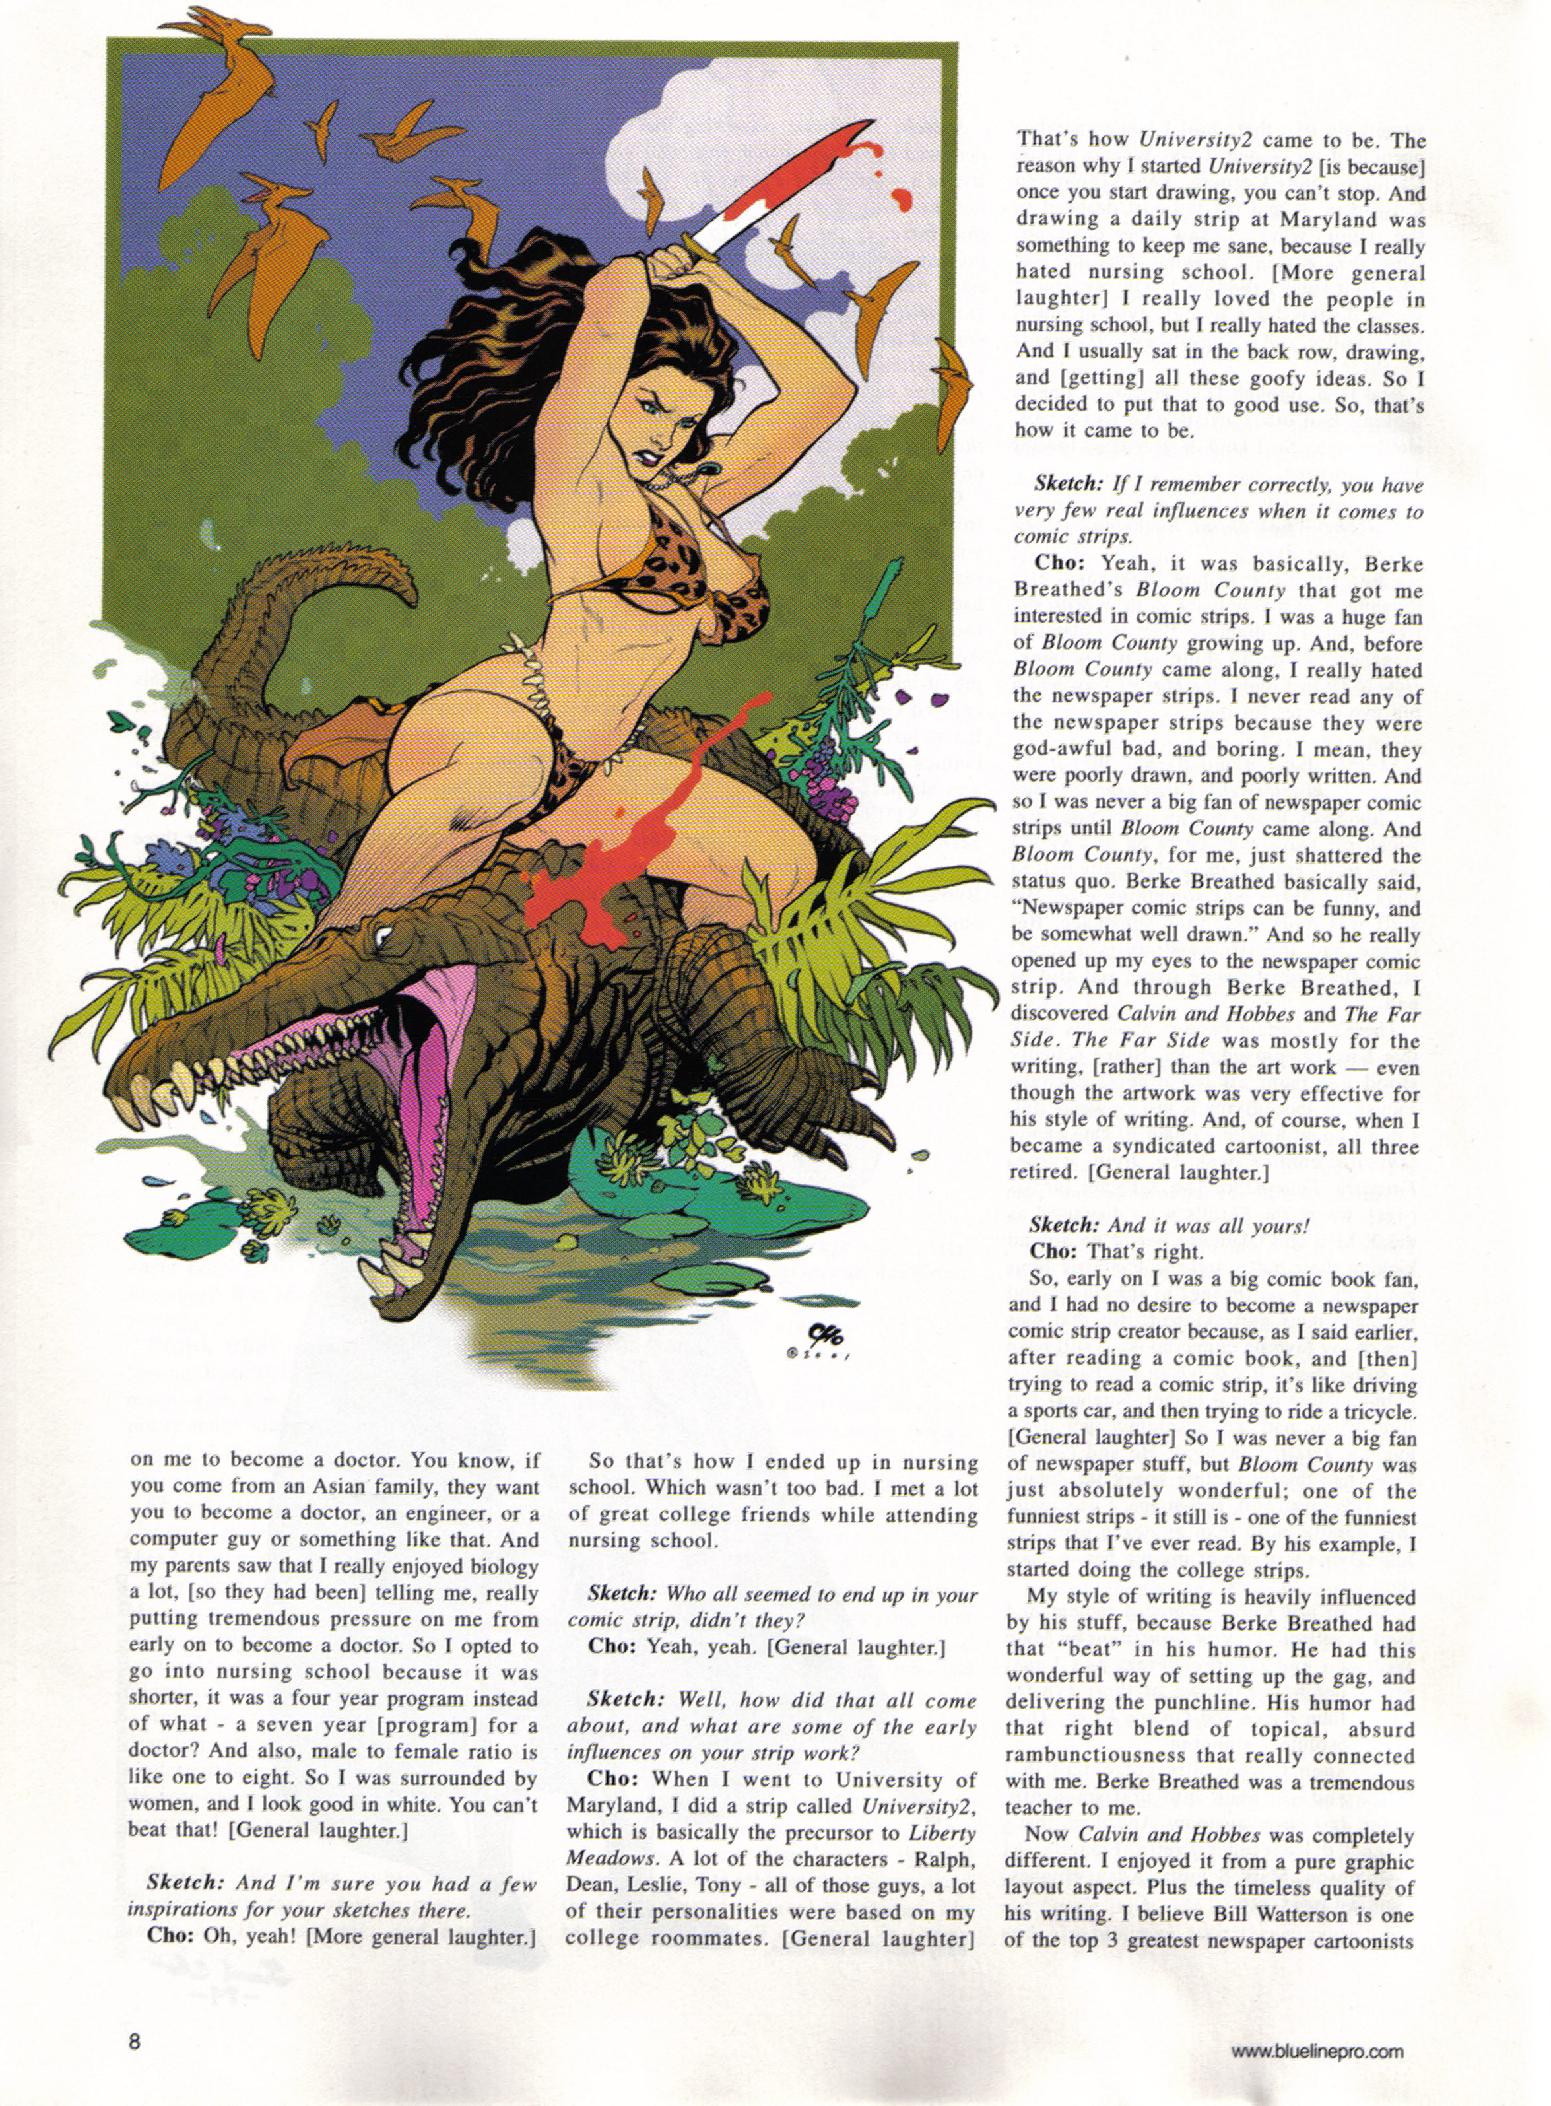 CHO
© 2001
on me to become a doctor. You know, if
you come from an Asian family, they want
you to become a doctor, an engineer, or a
computer guy or something like that. And
my parents saw that I really enjoyed biology
a lot, [so they had been] telling me, really
putting tremendous pressure on me from
early on to become a doctor. So I opted to
go into nursing school because it was
shorter, it was a four year program instead
of what - a seven year [program] for a
doctor? And also, male to female ratio is
like one to eight. So I was surrounded by
women, and I look good in white. You can't
beat that! [General laughter.]
Sketch: And I'm sure you had a few
inspirations for your sketches there.
Cho: Oh, yeah! [More general laughter.]
So that's how I ended up in nursing
school. Which wasn't too bad. I met a lot
of great college friends while attending
nursing school.
Sketch: Who all seemed to end up in your
comic strip, didn't they?
Cho: Yeah, yeah. [General laughter.]
Sketch: Well, how did that all come
about, and what are some of the early
influences on your strip work?
Cho: When I went to University of
Maryland, I did a strip called University2,
which is basically the precursor to Liberty
Meadows. A lot of the characters - Ralph,
Dean, Leslie, Tony - all of those guys, a lot
of their personalities were based on my
college roommates. [General laughter]
That's how University2 came to be. The
reason why I started University2 [is because]
once you start drawing, you can't stop. And
drawing a daily strip at Maryland was
something to keep me sane, because I really
hated nursing school. [More general
laughter] I really loved the people in
nursing school, but I really hated the classes.
And I usually sat in the back row, drawing,
and [getting] all these goofy ideas. So I
decided to put that to good use. So, that's
how it came to be.
Sketch: If I remember correctly, you have
very few real influences when it comes to
comic strips.
Cho: Yeah, it was basically, Berke
Breathed's Bloom County that got me
interested in comic strips. I was a huge fan
of Bloom County growing up. And, before
Bloom County came along, I really hated
the newspaper strips. I never read any of
the newspaper strips because they were
god-awful bad, and boring. I mean, they
were poorly drawn, and poorly written. And
so I was never a big fan of newspaper comic
strips until Bloom County came along. And
Bloom County, for me, just shattered the
status quo. Berke Breathed basically said,
“Newspaper comic strips can be funny, and
be somewhat well drawn.” And so he really
opened up my eyes to the newspaper comic
strip. And through Berke Breathed, I
discovered Calvin and Hobbes and The Far
Side. The Far Side was mostly for the
writing, [rather] than the art work — even
though the artwork was very effective for
his style of writing. And, of course, when I
became a syndicated cartoonist, all three
retired. [General laughter.]
Sketch: And it was all yours!
Cho: That's right.
So, early on I was a big comic book fan,
and I had no desire to become a newspaper
comic strip creator because, as I said earlier,
after reading a comic book, and [then]
trying to read a comic strip, it's like driving
a sports car, and then trying to ride a tricycle.
[General laughter] So I was never a big fan
of newspaper stuff, but Bloom County was
just absolutely wonderful; one of the
funniest strips - it still is - one of the funniest
strips that I've ever read. By his example, I
started doing the college strips.
My style of writing is heavily influenced
by his stuff, because Berke Breathed had
that “beat” in his humor. He had this
wonderful way of setting up the gag, and
delivering the punchline. His humor had
that right blend of topical, absurd
rambunctiousness that really connected
with me. Berke Breathed was a tremendous
teacher to me.
Now Calvin and Hobbes was completely
different. I enjoyed it from a pure graphic
layout aspect. Plus the timeless quality of
his writing. I believe Bill Watterson is one
of the top 3 greatest newspaper cartoonists
8
www.bluelinepro.com